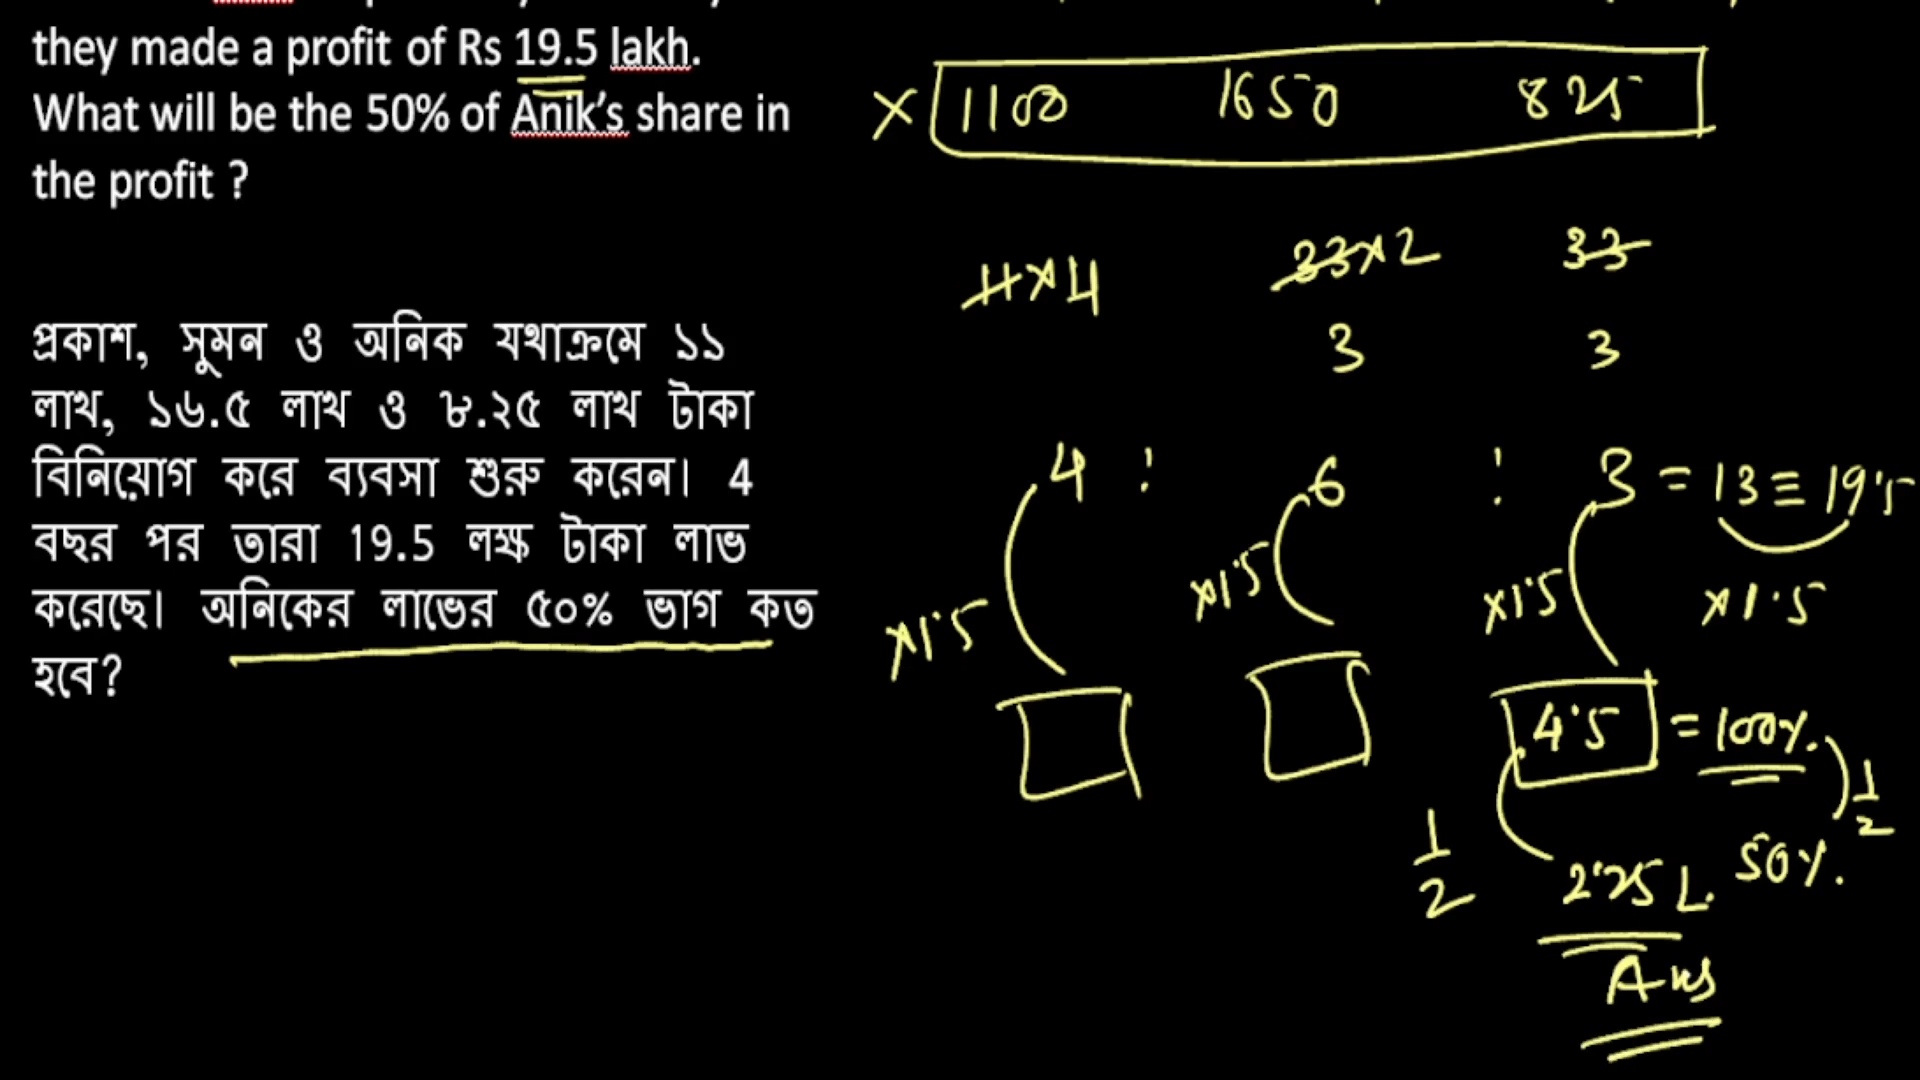 they made a profit of Rs 19.5 lakh.
What will be the 50% of Anik's share in
the profit ?
প্রকাশ, সুমন ও অনিক যথাক্রমে ১১
লাখ, ১৬.৫ লাখ ও ৮.২৫ লাখ টাকা
বিনিয়োগ করে ব্যবসা শুরু করেন। 4
বছর পর তারা 19.5 লক্ষ টাকা লাভ
করেছে। অনিকের লাভের ৫০% ভাগ কত
হবে?
× 1100 1650 825
11×4 33×2 33
3 3
4 : 6 : 3 = 13 ≡ 19.5
×1.5 ×1.5 ×1.5 ×1.5
4.5 = 100%.
1/2 1/2
2.25 L. 50%.
Ans